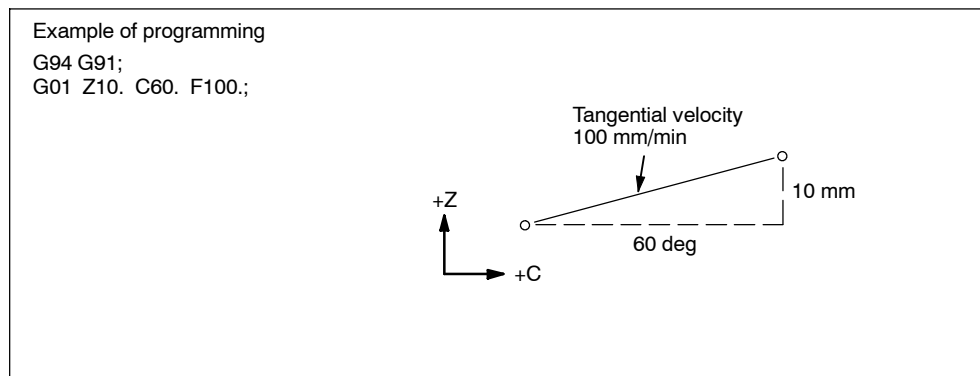 Example of programming
G94 G91;
G01 Z10. C60. F100.;
Tangential velocity
100 mm/min
10 mm
+Z
60 deg
+C